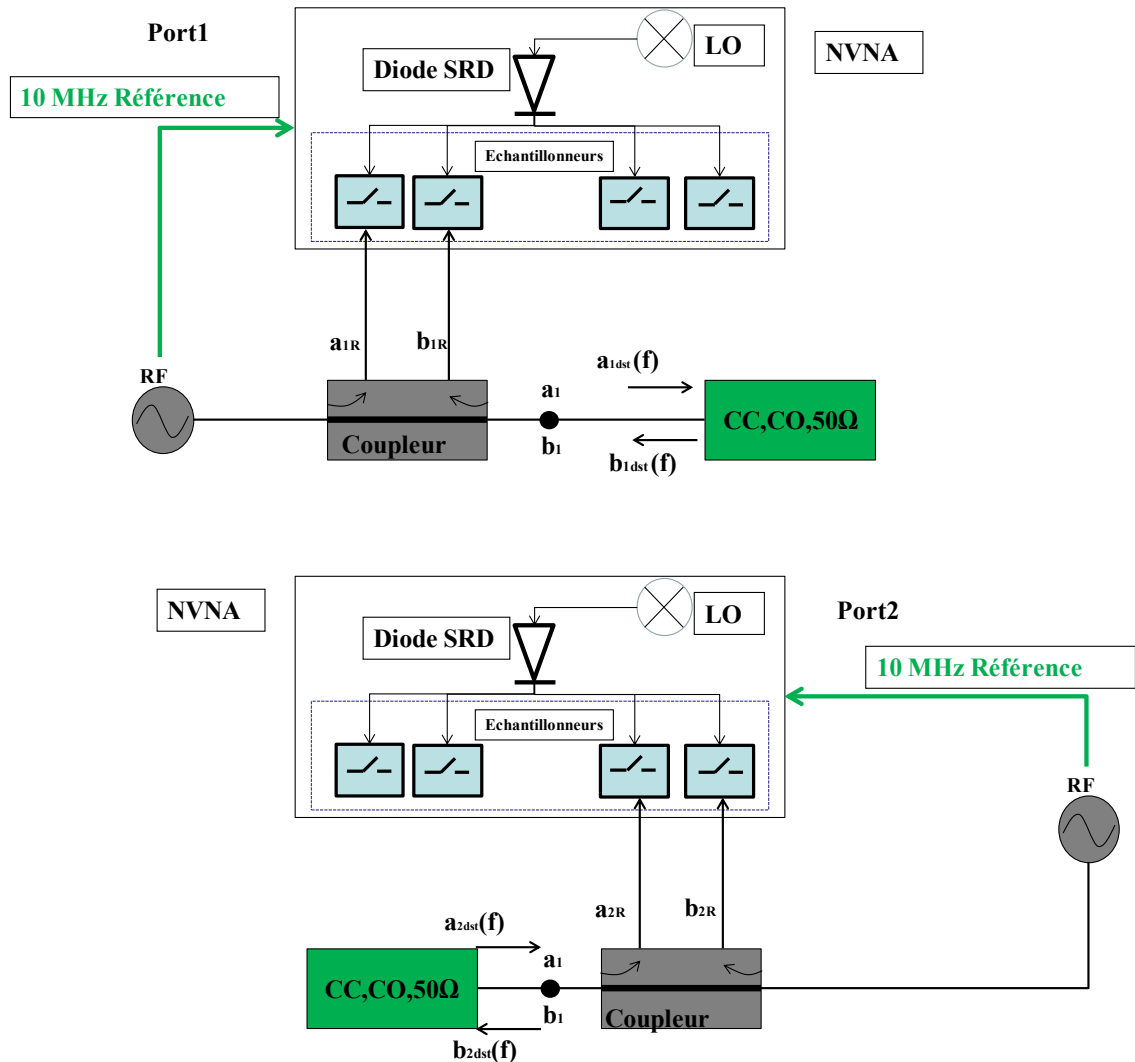 Port1
LO
NVNA
Diode SRD
10 MHz Référence
Echantillonneurs
a1R
b1R
a1dst(f)
RF
a1
CC,CO,50Ω
Coupleur
b1
b1dst(f)
NVNA
LO
Port2
Diode SRD
10 MHz Référence
Echantillonneurs
RF
a2R
b2R
a2dst(f)
a1
CC,CO,50Ω
b1
Coupleur
b2dst(f)